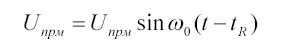 U_прм = U_прм sin ω₀ (t − t_R)